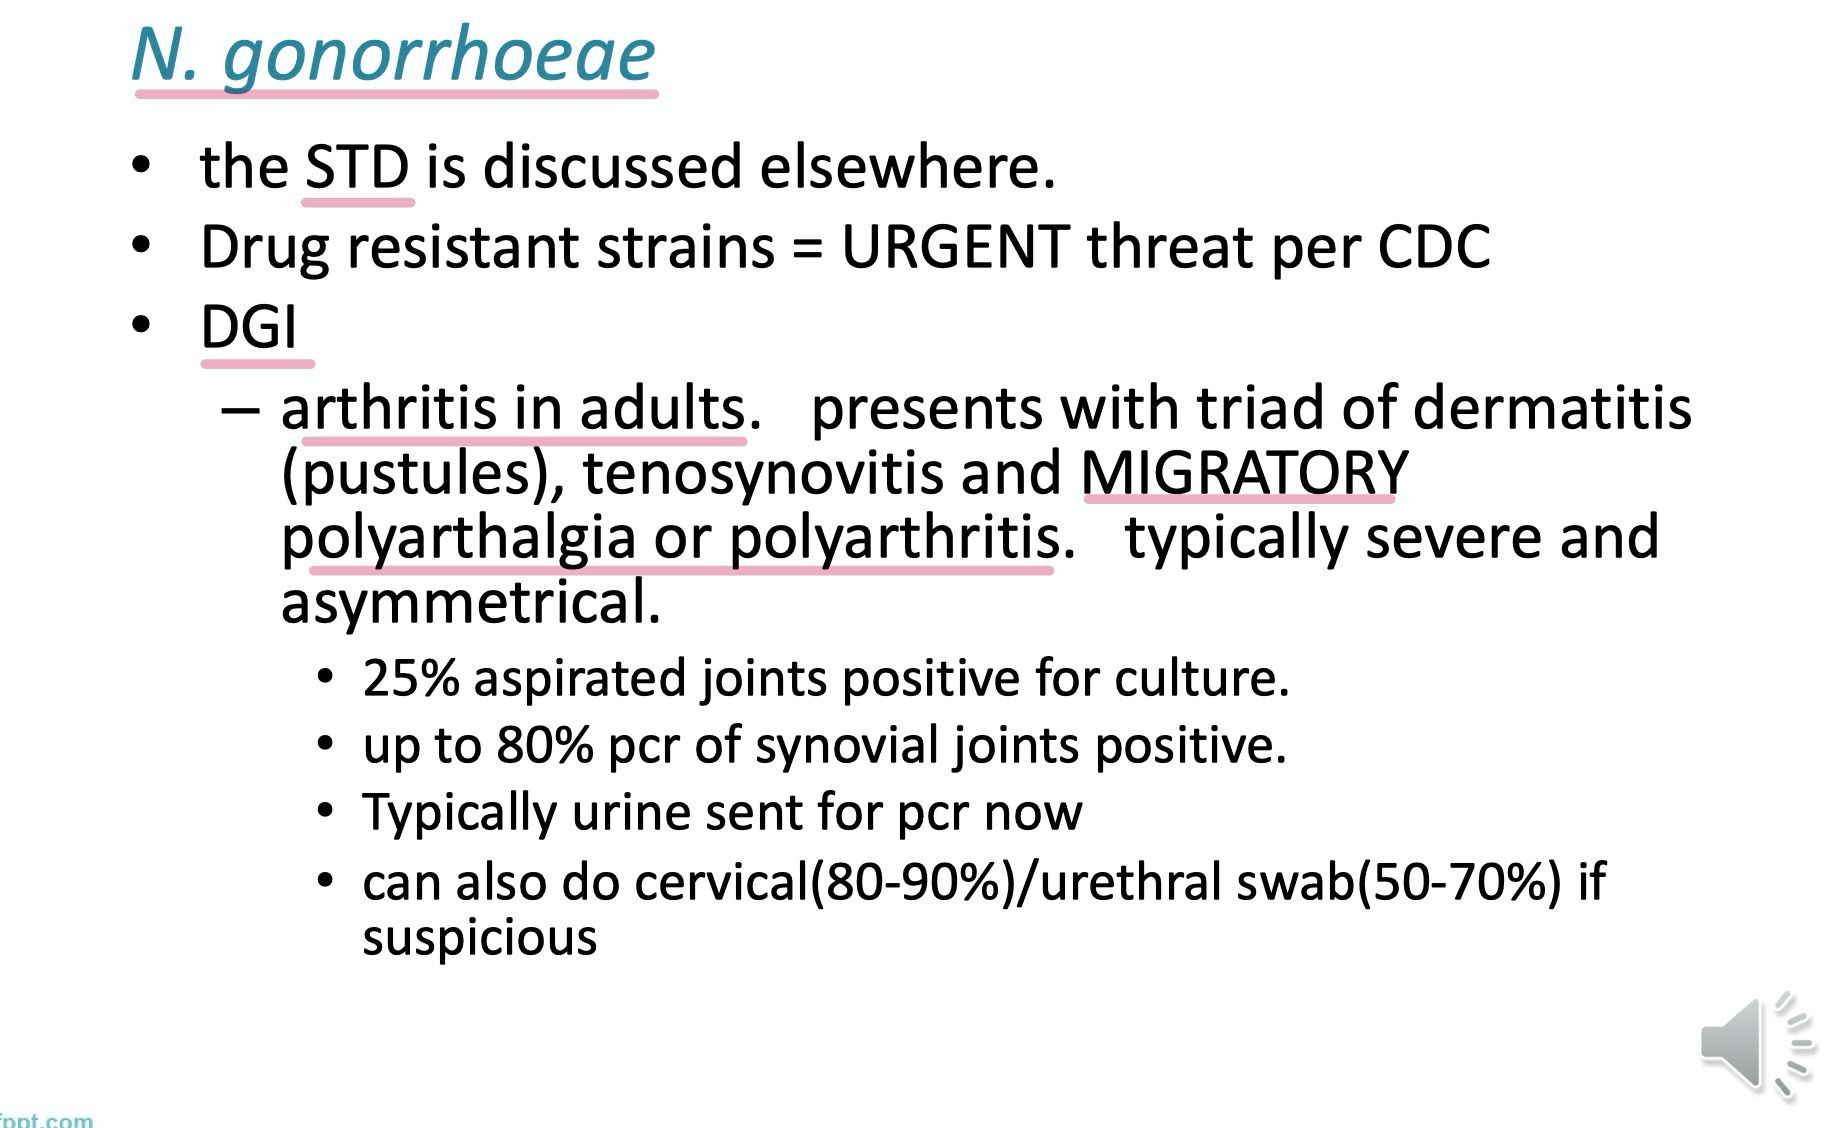 N. gonorrhoeae
• the STD is discussed elsewhere.
• Drug resistant strains = URGENT threat per CDC
• DGI
– arthritis in adults. presents with triad of dermatitis
(pustules), tenosynovitis and MIGRATORY
polyarthalgia or polyarthritis. typically severe and
asymmetrical.
• 25% aspirated joints positive for culture.
• up to 80% pcr of synovial joints positive.
• Typically urine sent for pcr now
• can also do cervical(80-90%)/urethral swab(50-70%) if
suspicious
fppt.com